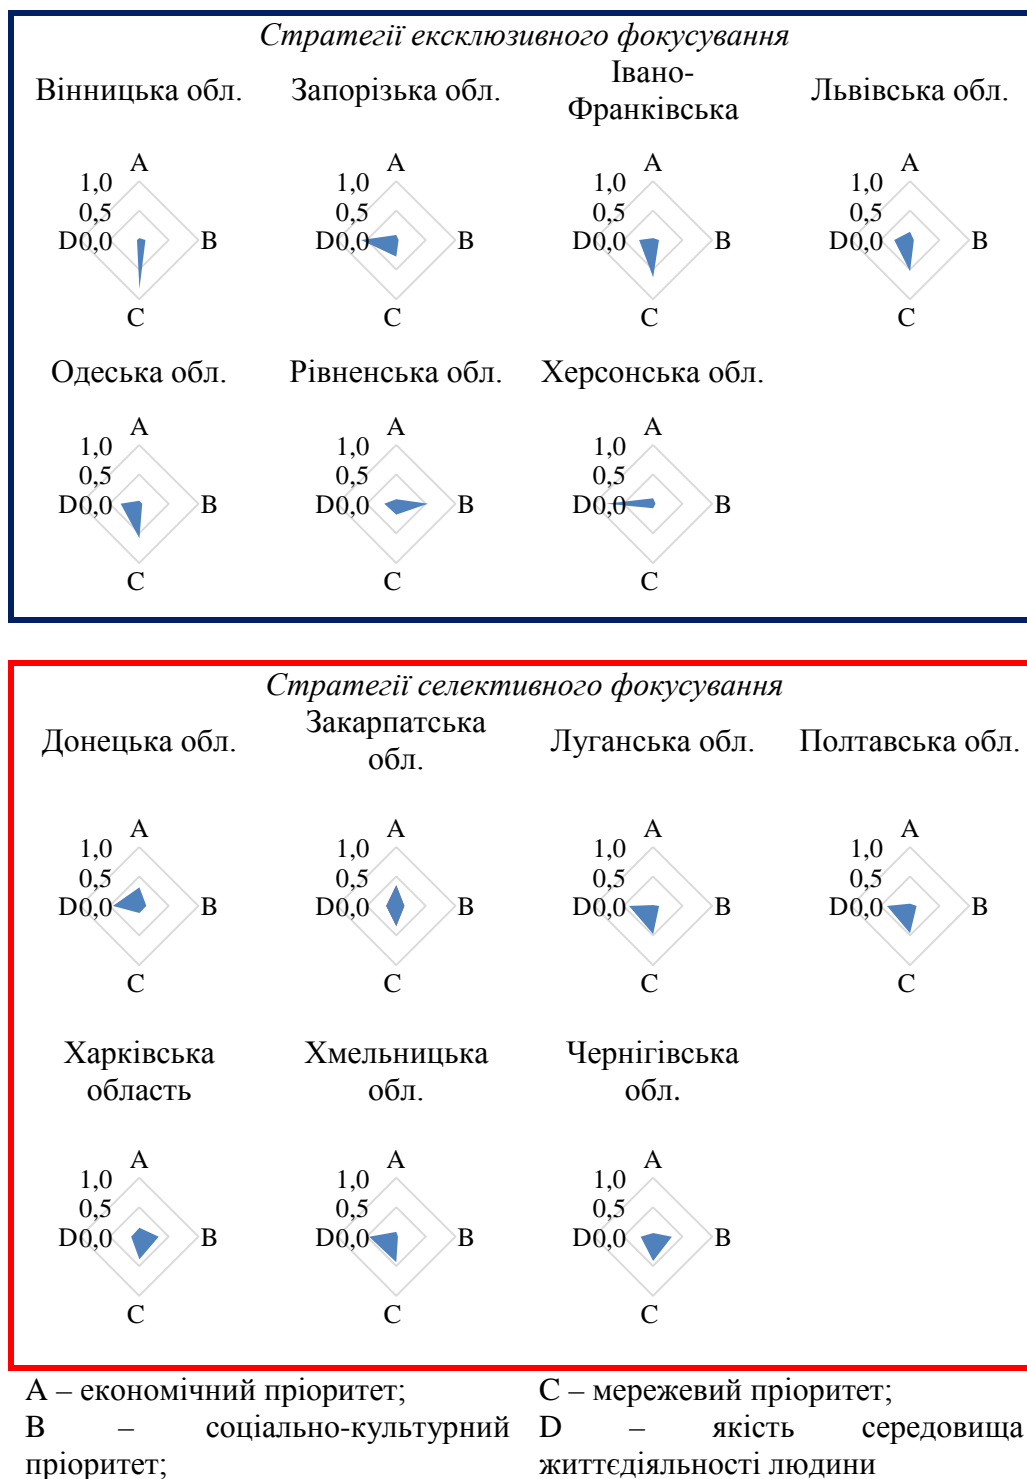 Стратегії ексклюзивного фокусування
Вінницька обл.
Запорізька обл.
Івано-
Франківська
Львівська обл.
A
1,0
0,5
D0,0
B
C
A
1,0
0,5
D0,0
B
C
A
1,0
0,5
D0,0
B
C
A
1,0
0,5
D0,0
B
C
Одеська обл.
Рівненська обл.
Херсонська обл.
A
1,0
0,5
D0,0
B
C
A
1,0
0,5
D0,0
B
C
A
1,0
0,5
D0,0
B
C
Стратегії селективного фокусування
Донецька обл.
Закарпатська
обл.
Луганська обл.
Полтавська обл.
A
1,0
0,5
D0,0
B
C
A
1,0
0,5
D0,0
B
C
A
1,0
0,5
D0,0
B
C
A
1,0
0,5
D0,0
B
C
Харківська
область
Хмельницька
обл.
Чернігівська
обл.
A
1,0
0,5
D0,0
B
C
A
1,0
0,5
D0,0
B
C
A
1,0
0,5
D0,0
B
C
A – економічний пріоритет;
B – соціально-культурний
пріоритет;
C – мережевий пріоритет;
D – якість середовища
життєдіяльності людини